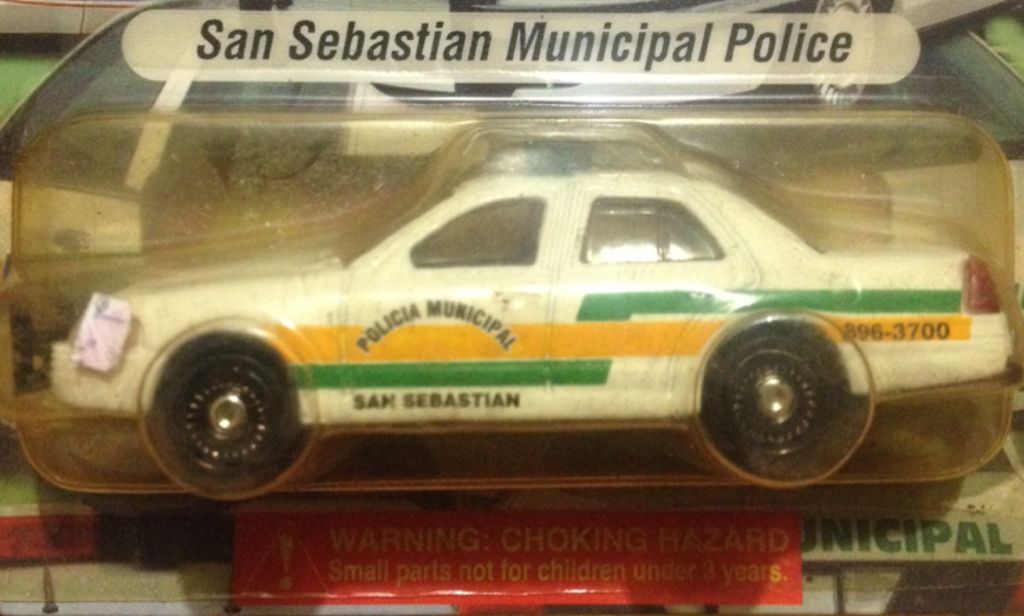 San Sebastian Municipal Police
POLICIA MUNICIPAL
896-3700
SAN SEBASTIAN
WARNING: CHOKING HAZARD
Small parts not for children under 3 years.
UNICIPAL